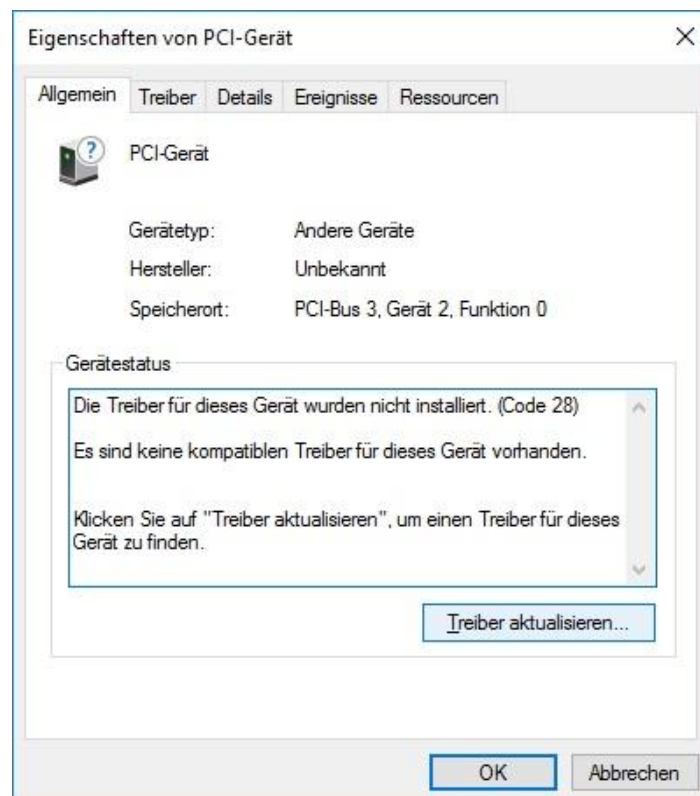 Eigenschaften von PCI-Gerät
Allgemein Treiber Details Ereignisse Ressourcen
PCI-Gerät
Gerätetyp: Andere Geräte
Hersteller: Unbekannt
Speicherort: PCI-Bus 3, Gerät 2, Funktion 0
Gerätestatus
Die Treiber für dieses Gerät wurden nicht installiert. (Code 28)
Es sind keine kompatiblen Treiber für dieses Gerät vorhanden.
Klicken Sie auf "Treiber aktualisieren", um einen Treiber für dieses
Gerät zu finden.
Treiber aktualisieren...
OK Abbrechen